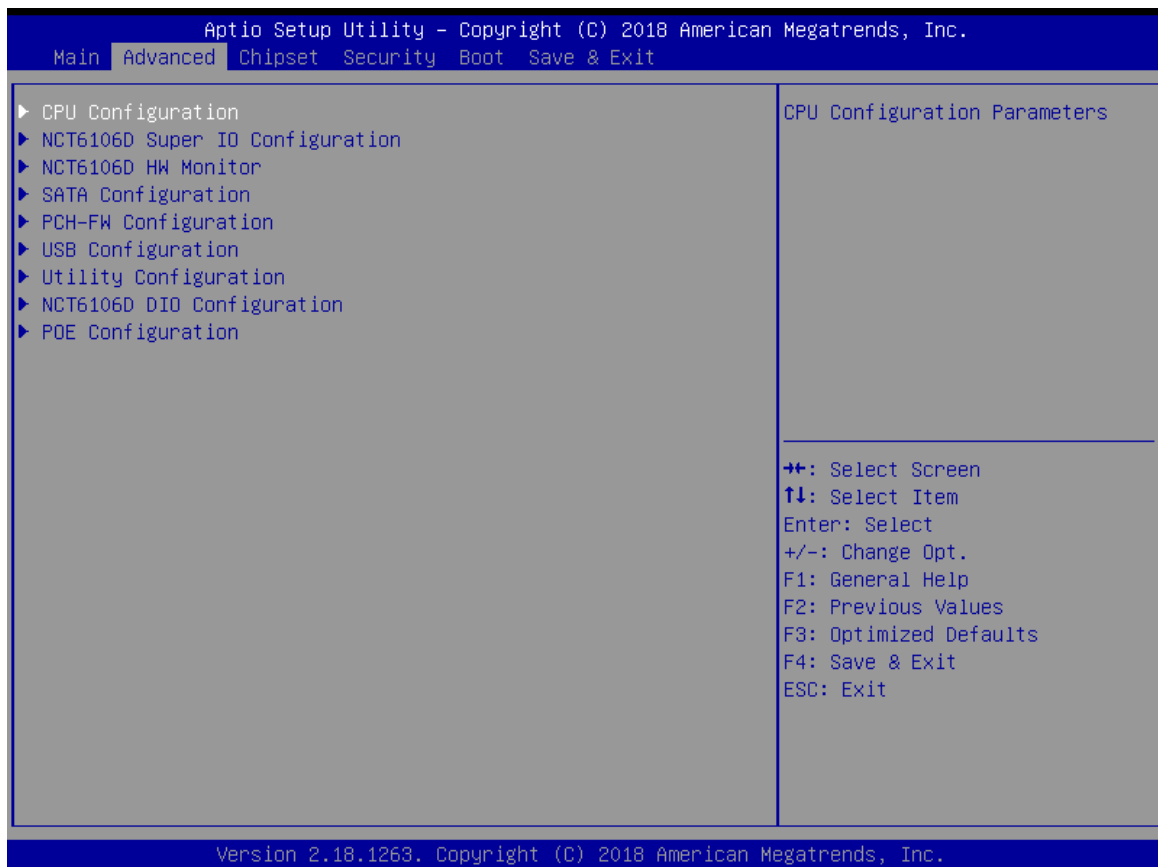 Aptio Setup Utility – Copyright (C) 2018 American Megatrends, Inc.
Main Advanced Chipset Security Boot Save & Exit
▶ CPU Configuration
▶ NCT6106D Super IO Configuration
▶ NCT6106D HW Monitor
▶ SATA Configuration
▶ PCH-FW Configuration
▶ USB Configuration
▶ Utility Configuration
▶ NCT6106D DIO Configuration
▶ POE Configuration
CPU Configuration Parameters
→←: Select Screen
↑↓: Select Item
Enter: Select
+/-: Change Opt.
F1: General Help
F2: Previous Values
F3: Optimized Defaults
F4: Save & Exit
ESC: Exit
Version 2.18.1263. Copyright (C) 2018 American Megatrends, Inc.